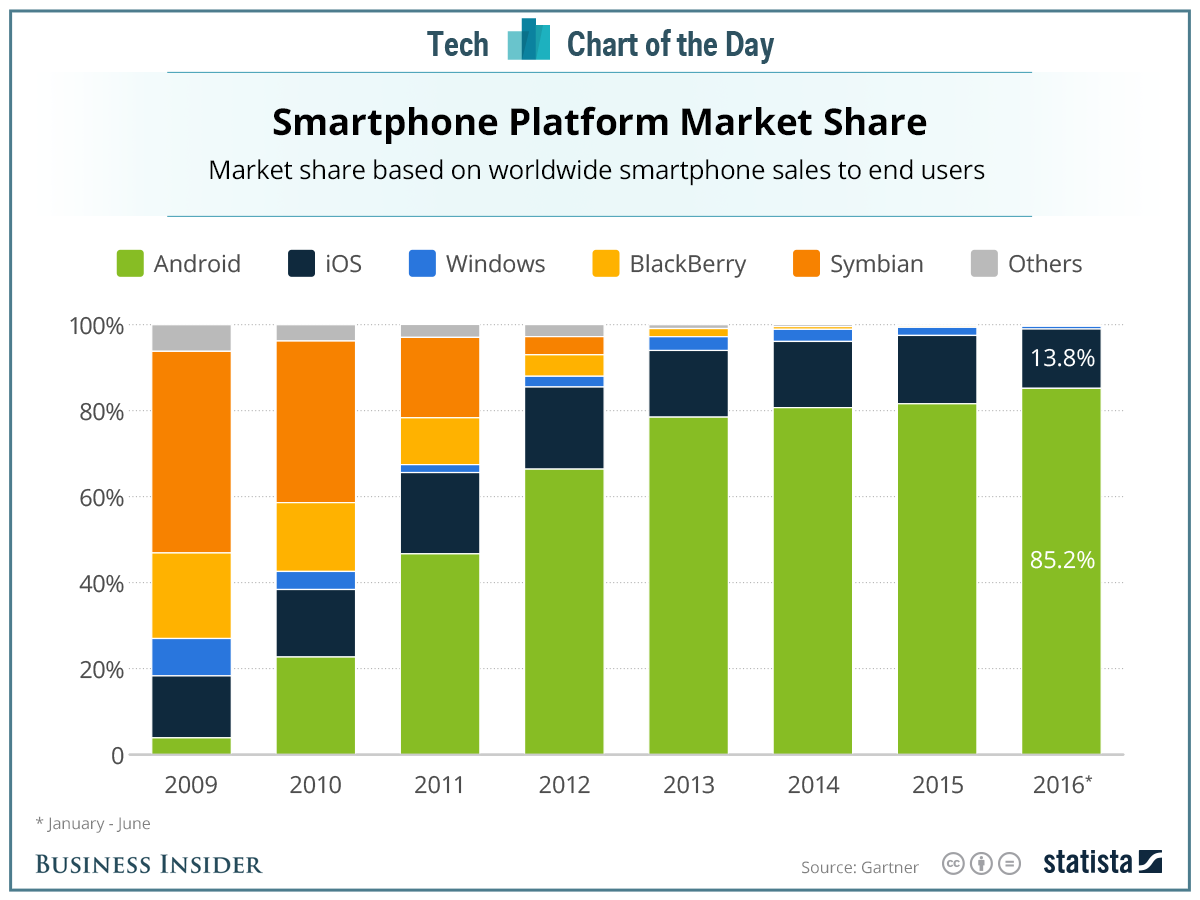 Tech Chart of the Day
Smartphone Platform Market Share
Market share based on worldwide smartphone sales to end users
Android iOS Windows BlackBerry Symbian Others
100%
13.8%
80%
60%
85.2%
40%
20%
0
2009 2010 2011 2012 2013 2014 2015 2016*
* January - June
BUSINESS INSIDER
Source: Gartner
cc
statista